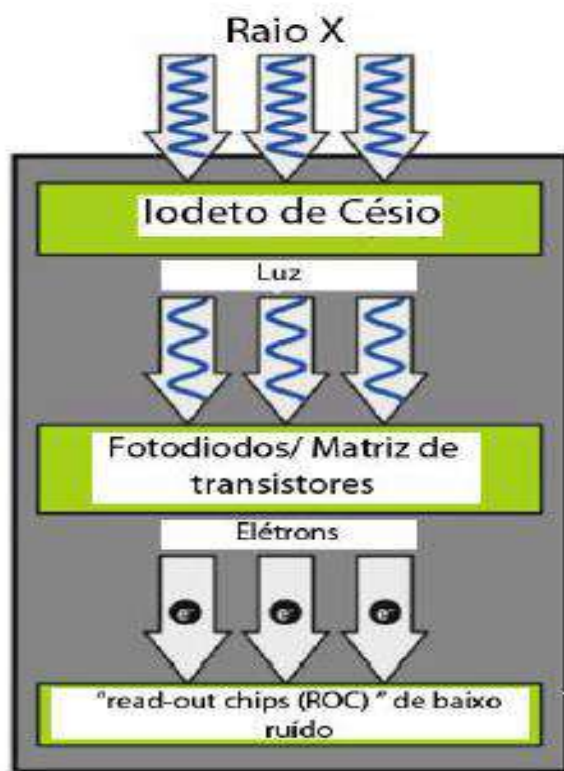 Raio X
Iodeto de Césio
Luz
Fotodiodos/ Matriz de
transistores
Elétrons
e⁻ e⁻ e⁻
"read-out chips (ROC) " de baixo
ruído